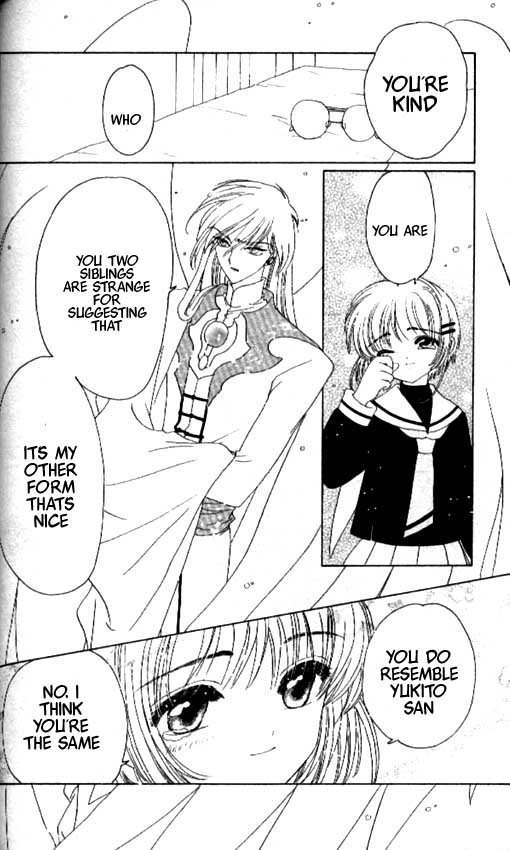 YOU'RE
KIND
WHO
YOU ARE
YOU TWO
SIBLINGS
ARE STRANGE
FOR
SUGGESTING
THAT
ITS MY
OTHER
FORM
THATS
NICE
YOU DO
RESEMBLE
YUKITO
SAN
NO. I
THINK
YOU'RE
THE SAME